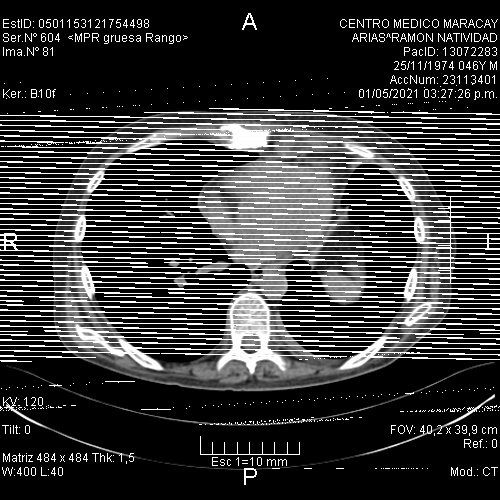 EstID: 0501153121754498
Ser.Nº 604 <MPR gruesa Rango>
Ima.Nº 81
Ker.: B10f
A
CENTRO MEDICO MARACAY
ARIAS^RAMON NATIVIDAD
PacID: 13072283
25/11/1974 046Y M
AccNum: 23113401
01/05/2021 03:27:26 p.m.
R
L
KV: 120
Tilt: 0
Matriz 484 x 484 Thk: 1,5
W:400 L:40
Esc 1=10 mm
P
FOV: 40,2 x 39,9 cm
Ref.: 0
Mod.: CT